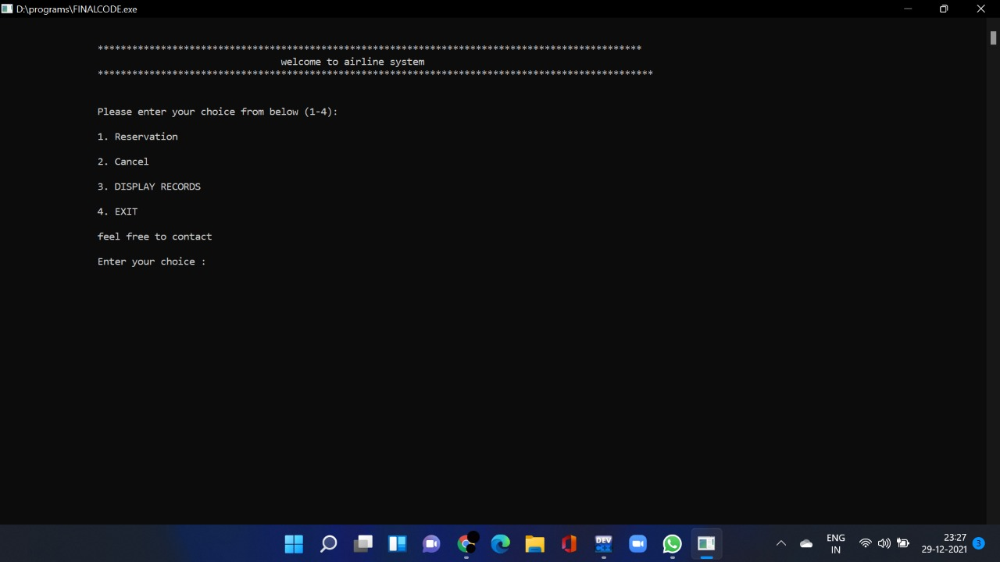 D:\programs\FINALCODE.exe
***********************************************************************************************
welcome to airline system
*************************************************************************************************
Please enter your choice from below (1-4):
1. Reservation
2. Cancel
3. DISPLAY RECORDS
4. EXIT
feel free to contact
Enter your choice :
DEV
C++
ENG
IN
23:27
29-12-2021
3